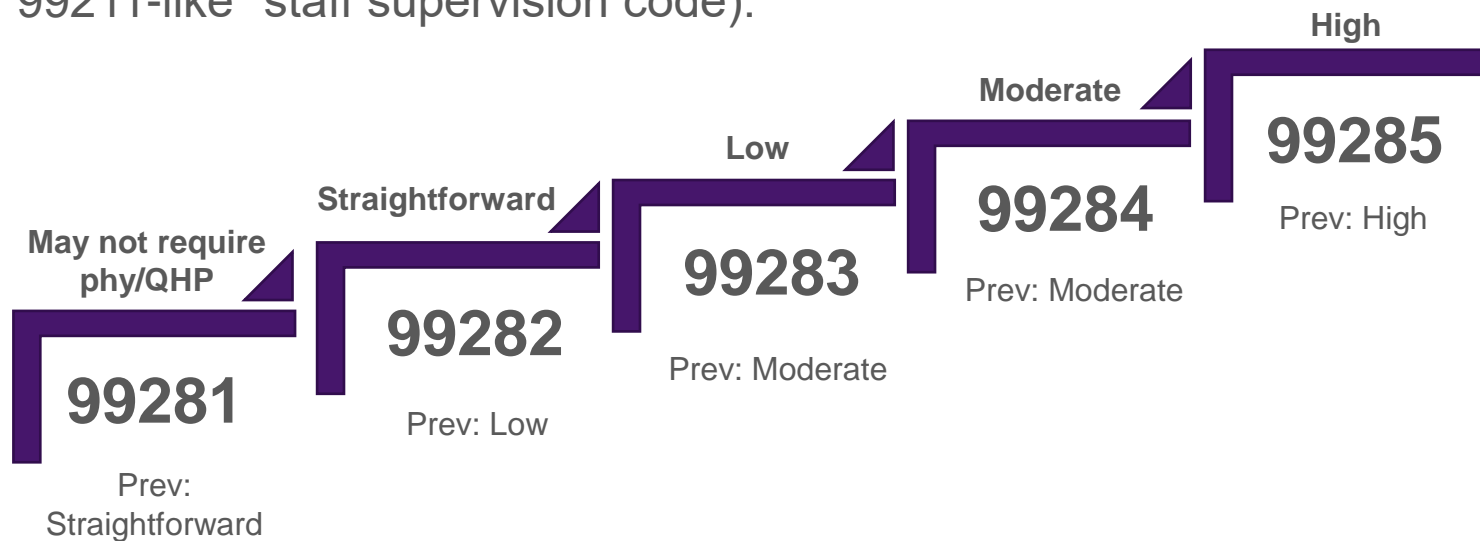 99211-like” staff supervision code).
May not require
phy/QHP
99281
Prev:
Straightforward
Straightforward
99282
Prev: Low
Low
99283
Prev: Moderate
Moderate
99284
Prev: Moderate
High
99285
Prev: High